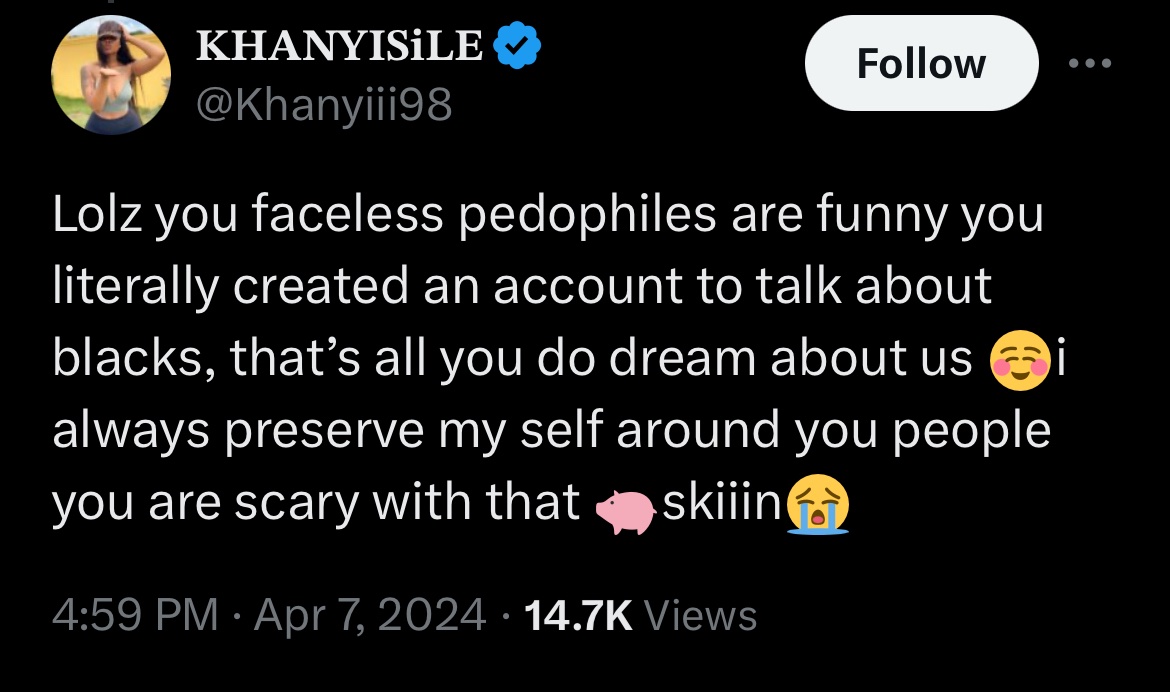 KHANYISiLE
@Khanyiii98
Follow
Lolz you faceless pedophiles are funny you
literally created an account to talk about
blacks, that’s all you do dream about us ☺️i
always preserve my self around you people
you are scary with that 🐖skiiin😭
4:59 PM · Apr 7, 2024 · 14.7K Views